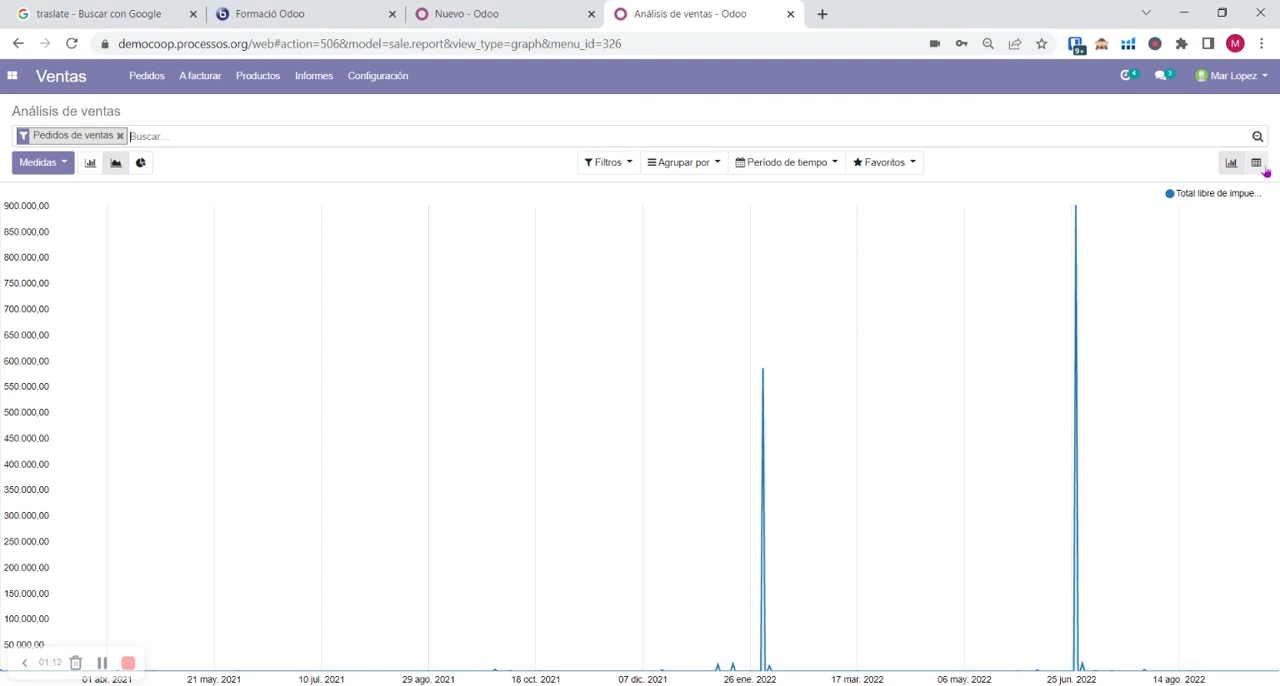 traslate - Buscar con Google
Formació Odoo
Nuevo - Odoo
Análisis de ventas - Odoo
democoop.processos.org/web#action=506&model=sale.report&view_type=graph&menu_id=326
9+
M
Ventas
Pedidos
A facturar
Productos
Informes
Configuración
4
3
Mar Lopez
Análisis de ventas
Pedidos de ventas
Buscar...
Medidas
Filtros
Agrupar por
Período de tiempo
Favoritos
Total libre de impue...
900.000,00
850.000,00
800.000,00
750.000,00
700.000,00
650.000,00
600.000,00
550.000,00
500.000,00
450.000,00
400.000,00
350.000,00
300.000,00
250.000,00
200.000,00
150.000,00
100.000,00
50.000,00
01:12
01 abr. 2021
21 may. 2021
10 jul. 2021
29 ago. 2021
18 oct. 2021
07 dic. 2021
26 ene. 2022
17 mar. 2022
06 may. 2022
25 jun. 2022
14 ago. 2022